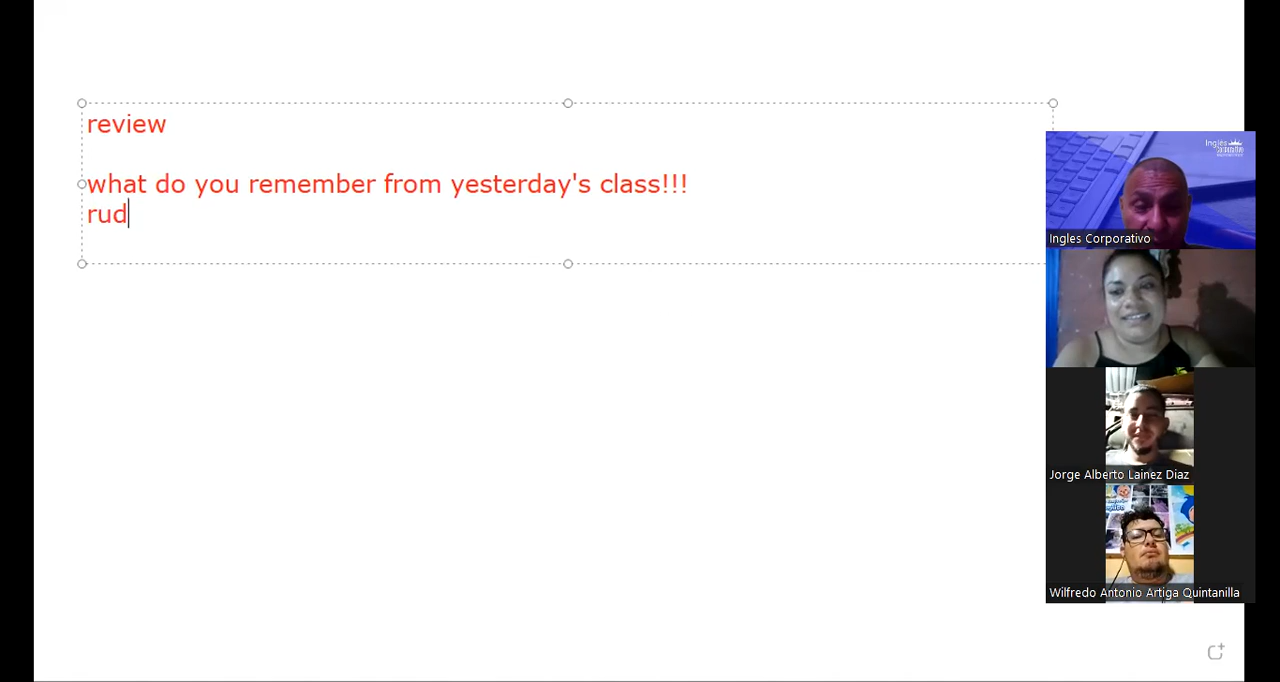 review
what do you remember from yesterday's class!!!
rud
Ingles
Ingles Corporativo
Jorge Alberto Lainez Diaz
Wilfredo Antonio Artiga Quintanilla